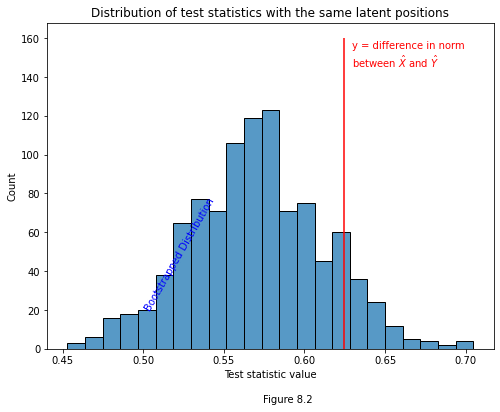 Distribution of test statistics with the same latent positions
160
140
120
100
80
60
40
20
0
Count
y = difference in norm
between X̂ and Ŷ
Bootstrapped Distribution
0.45 0.50 0.55 0.60 0.65 0.70
Test statistic value
Figure 8.2